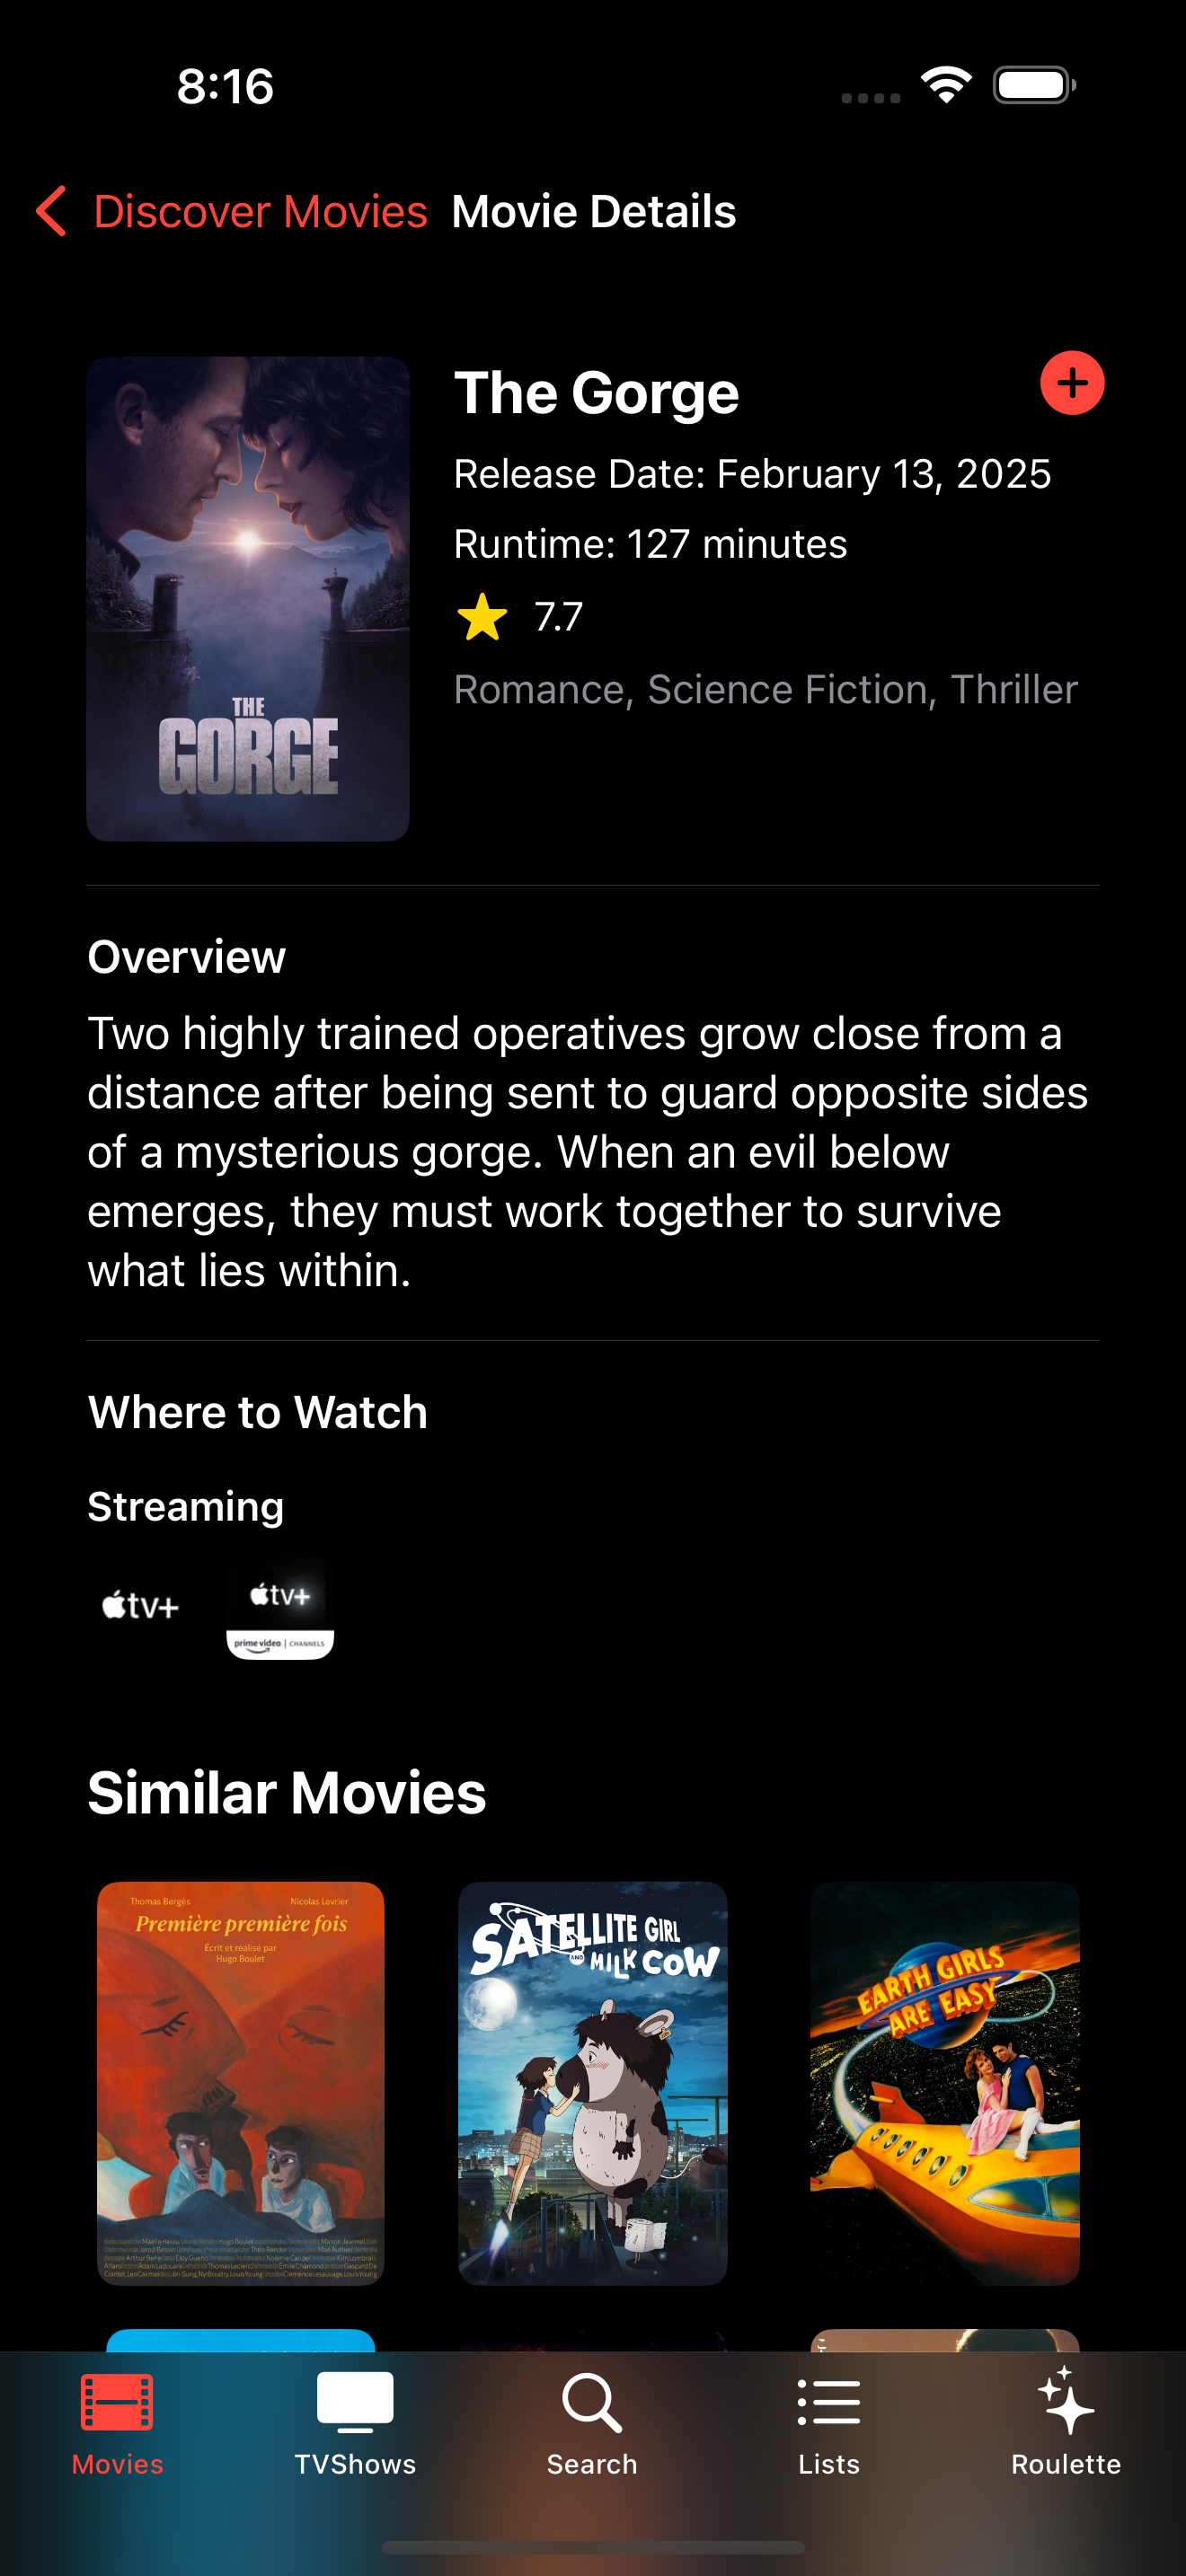 8:16
Discover Movies Movie Details
The Gorge
Release Date: February 13, 2025
Runtime: 127 minutes
7.7
Romance, Science Fiction, Thriller
THE
GORGE
Overview
Two highly trained operatives grow close from a
distance after being sent to guard opposite sides
of a mysterious gorge. When an evil below
emerges, they must work together to survive
what lies within.
Where to Watch
Streaming
tv+
tv+
prime video | CHANNELS
Similar Movies
Thomas Bergès Nicolas Levrier
Première première fois
Écrit et réalisé par
Hugo Boulet
SATELLITE GIRL
AND MILK COW
EARTH GIRLS
ARE EASY
Movies
TVShows
Search
Lists
Roulette